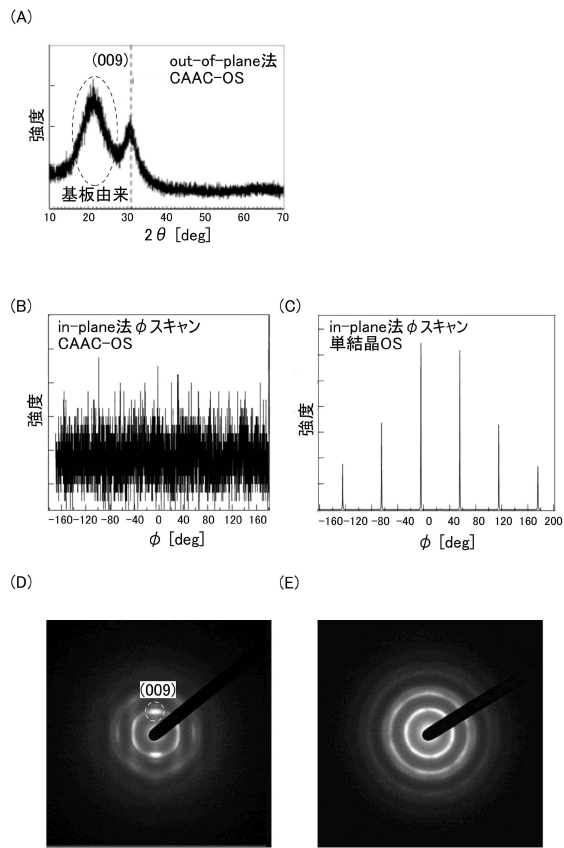 (A)
(009)
out-of-plane法
CAAC-OS
強度
基板由来
10 20 30 40 50 60 70
2θ [deg]
(B)
in-plane法φスキャン
CAAC-OS
強度
-160 -120 -80 -40 0 40 80 120 160
φ [deg]
(C)
in-plane法φスキャン
単結晶OS
強度
-160 -120 -80 -40 0 40 80 120 160 200
φ [deg]
(D)
(009)
(E)